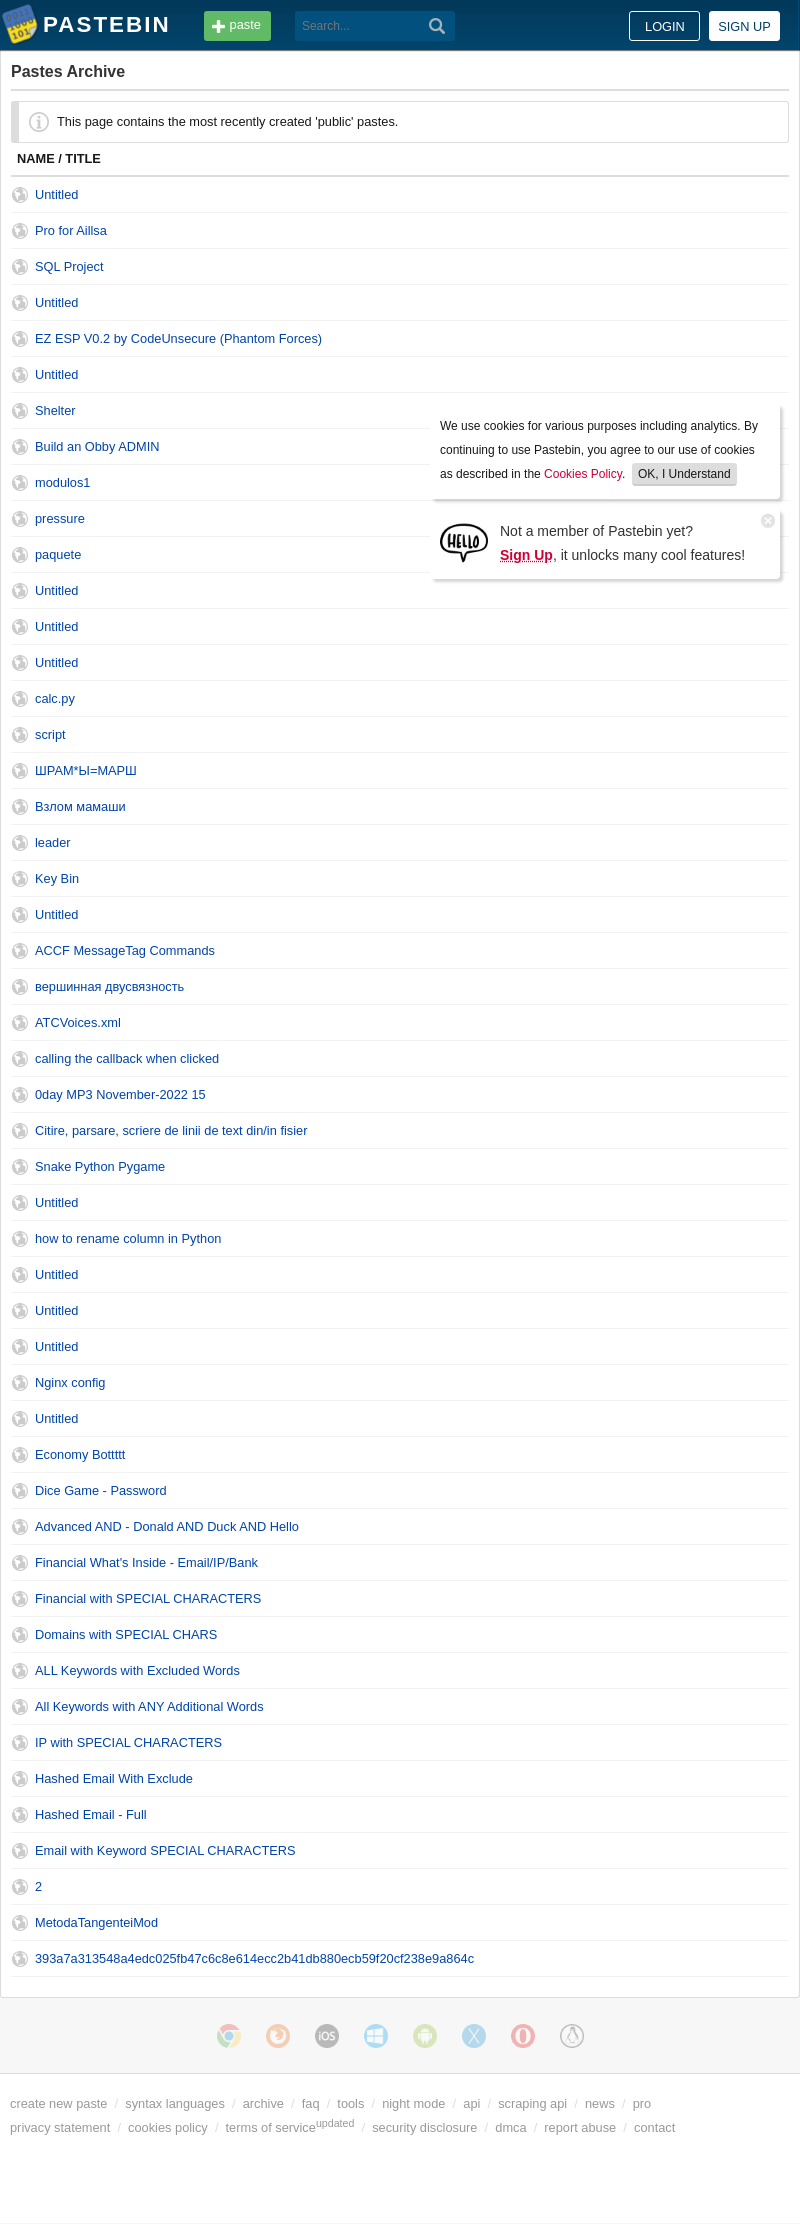 PASTEBIN
paste
Search...
LOGIN
SIGN UP
Pastes Archive
This page contains the most recently created 'public' pastes.
NAME / TITLE
Untitled
Pro for Aillsa
SQL Project
Untitled
EZ ESP V0.2 by CodeUnsecure (Phantom Forces)
Untitled
Shelter
Build an Obby ADMIN
modulos1
pressure
paquete
Untitled
Untitled
Untitled
calc.py
script
ШРАМ*Ы=МАРШ
Взлом мамаши
leader
Key Bin
Untitled
ACCF MessageTag Commands
вершинная двусвязность
ATCVoices.xml
calling the callback when clicked
0day MP3 November-2022 15
Citire, parsare, scriere de linii de text din/in fisier
Snake Python Pygame
Untitled
how to rename column in Python
Untitled
Untitled
Untitled
Nginx config
Untitled
Economy Bottttt
Dice Game - Password
Advanced AND - Donald AND Duck AND Hello
Financial What's Inside - Email/IP/Bank
Financial with SPECIAL CHARACTERS
Domains with SPECIAL CHARS
ALL Keywords with Excluded Words
All Keywords with ANY Additional Words
IP with SPECIAL CHARACTERS
Hashed Email With Exclude
Hashed Email - Full
Email with Keyword SPECIAL CHARACTERS
2
MetodaTangenteiMod
393a7a313548a4edc025fb47c6c8e614ecc2b41db880ecb59f20cf238e9a864c
We use cookies for various purposes including analytics. By
continuing to use Pastebin, you agree to our use of cookies
as described in the Cookies Policy. OK, I Understand
HELLO
Not a member of Pastebin yet?
Sign Up, it unlocks many cool features!
iOS
create new paste / syntax languages / archive / faq / tools / night mode / api / scraping api / news / pro
privacy statement / cookies policy / terms of service updated / security disclosure / dmca / report abuse / contact